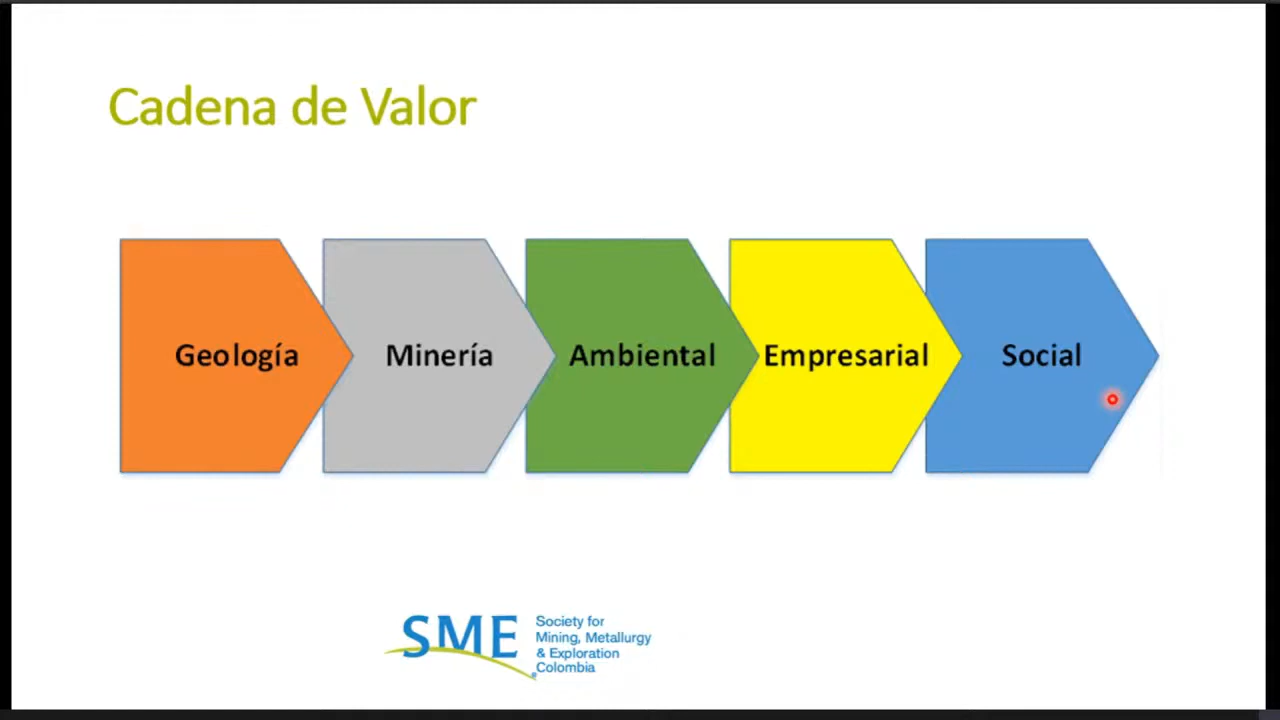 Cadena de Valor
Geología
Minería
Ambiental
Empresarial
Social
SME
Society for
Mining, Metallurgy
& Exploration
Colombia